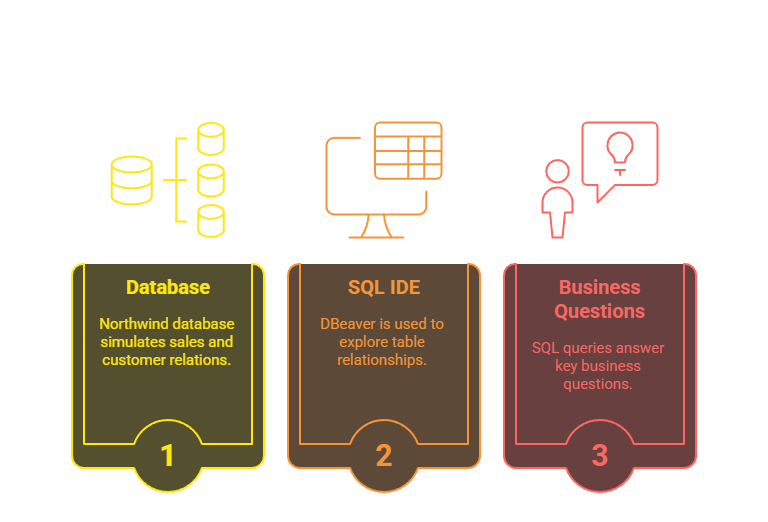 Database
Northwind database
simulates sales and
customer relations.
1
SQL IDE
DBeaver is used to
explore table
relationships.
2
Business
Questions
SQL queries answer
key business
questions.
3